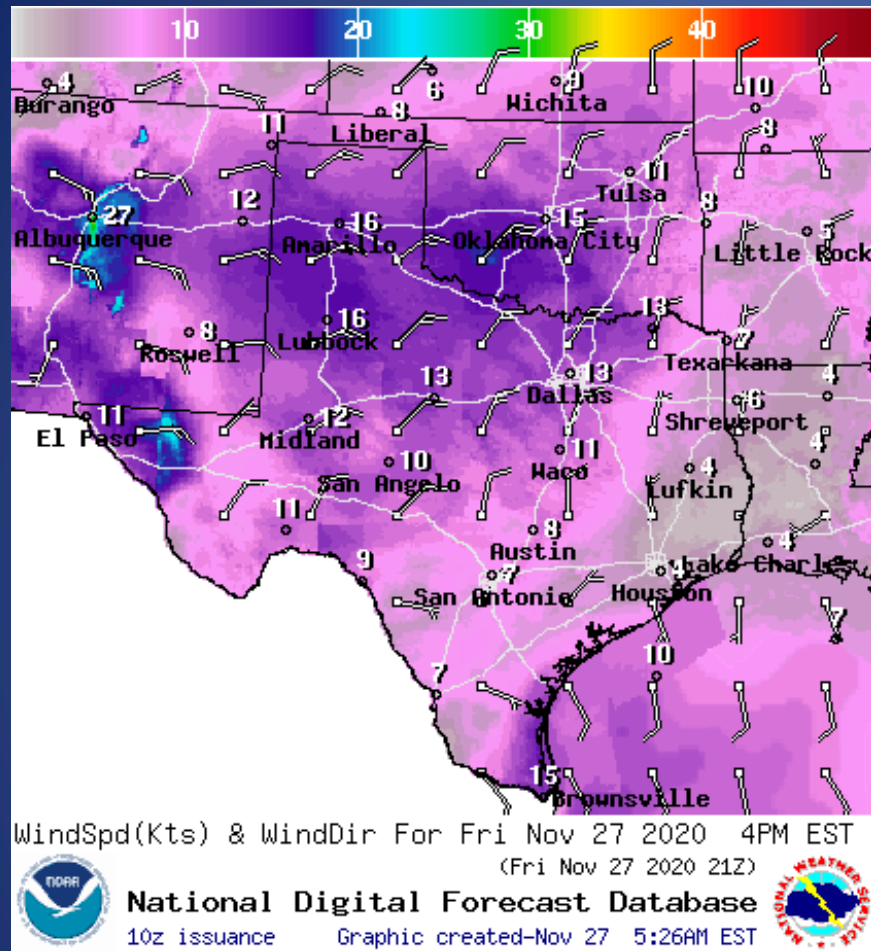 10 20 30 40
4 6 9 10
Durango Wichita
8
Liberal
11 8
11
Tulsa
12 16 15 8 5
27
Albuquerque Amarillo Oklahoma City Little Rock
8 16 13 7
Roswell Lubbock Texarkana
13 13 4
Dallas
11 12 6
El Paso Midland Shreveport
10 11 4 4
San Angelo Waco Lufkin
11 8 4
Austin Lake Charles
9 7 4
San Antonio Houston
7
10
7
15
Brownsville
WindSpd(Kts) & WindDir For Fri Nov 27 2020 4PM EST
(Fri Nov 27 2020 21Z)
NOAA
National Digital Forecast Database
10z issuance Graphic created-Nov 27 5:26AM EST
NATIONAL WEATHER SERVICE